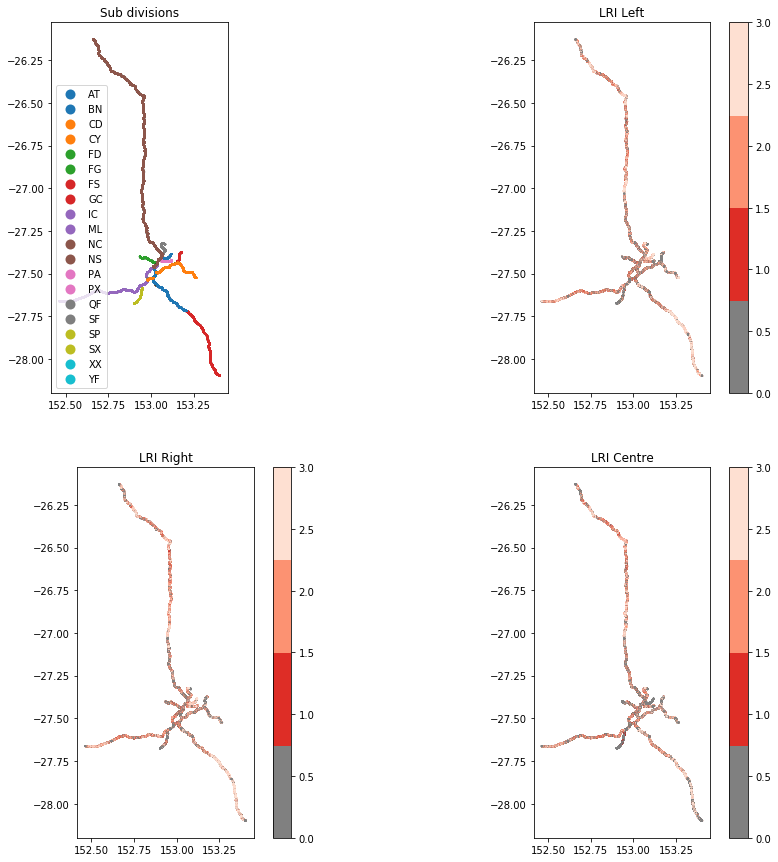 Sub divisions
−26.25
−26.50
−26.75
−27.00
−27.25
−27.50
−27.75
−28.00
152.50 152.75 153.00 153.25
AT
BN
CD
CY
FD
FG
FS
GC
IC
ML
NC
NS
PA
PX
QF
SF
SP
SX
XX
YF
LRI Left
−26.25
−26.50
−26.75
−27.00
−27.25
−27.50
−27.75
−28.00
152.50 152.75 153.00 153.25
3.0
2.5
2.0
1.5
1.0
0.5
0.0
LRI Right
−26.25
−26.50
−26.75
−27.00
−27.25
−27.50
−27.75
−28.00
152.50 152.75 153.00 153.25
3.0
2.5
2.0
1.5
1.0
0.5
0.0
LRI Centre
−26.25
−26.50
−26.75
−27.00
−27.25
−27.50
−27.75
−28.00
152.50 152.75 153.00 153.25
3.0
2.5
2.0
1.5
1.0
0.5
0.0